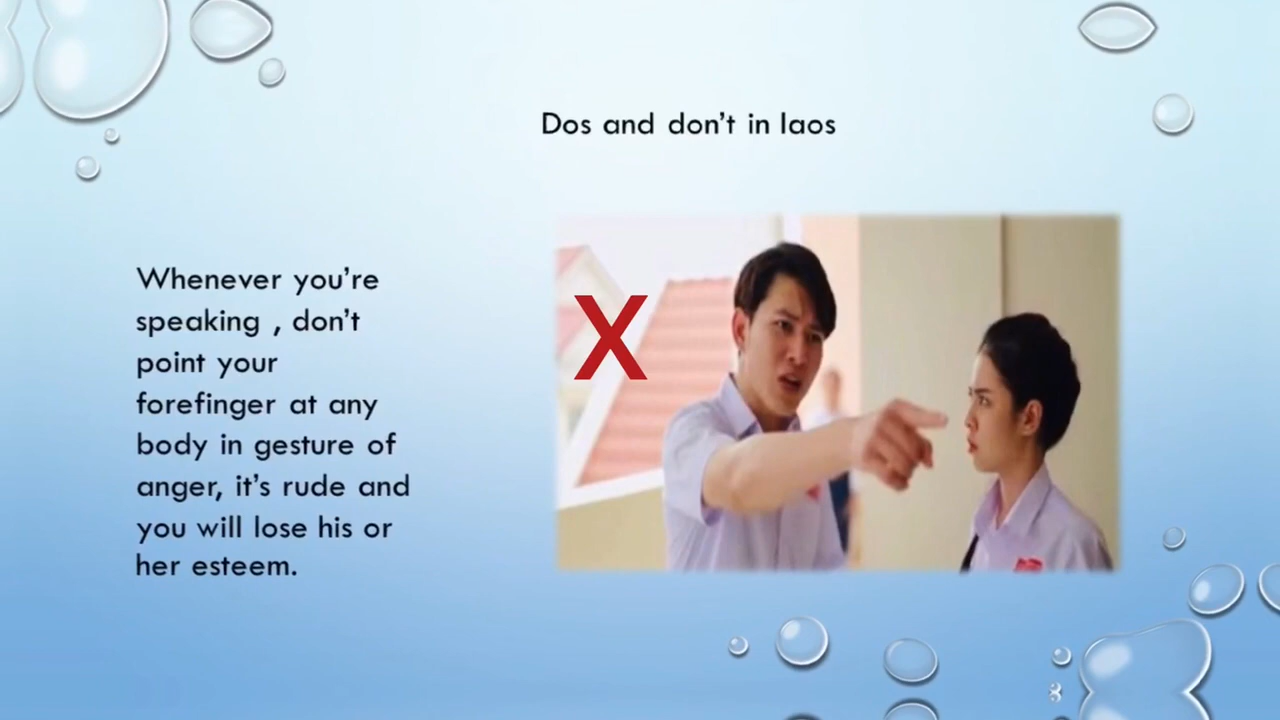 Dos and don't in laos
Whenever you're
speaking , don't
point your
forefinger at any
body in gesture of
anger, it's rude and
you will lose his or
her esteem.
X